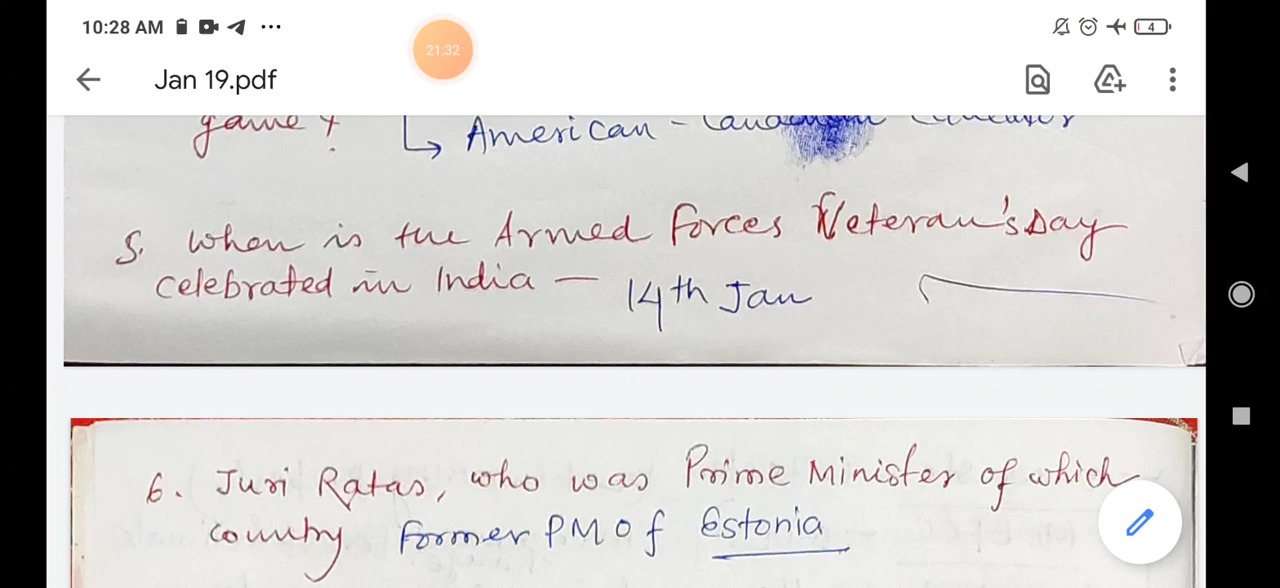 10:28 AM
21:32
4
Jan 19.pdf
game?
American -
5. When is the Armed Forces Veteran's Day
celebrated in India — 14th Jan
6. Juri Ratas, who was Prime Minister of which
country Former PM of Estonia